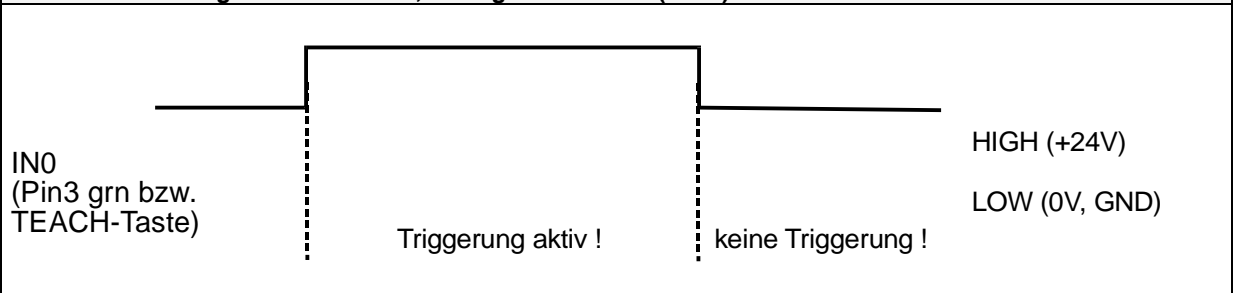 IN0
(Pin3 grn bzw.
TEACH-Taste)
HIGH (+24V)
LOW (0V, GND)
Triggerung aktiv !
keine Triggerung !